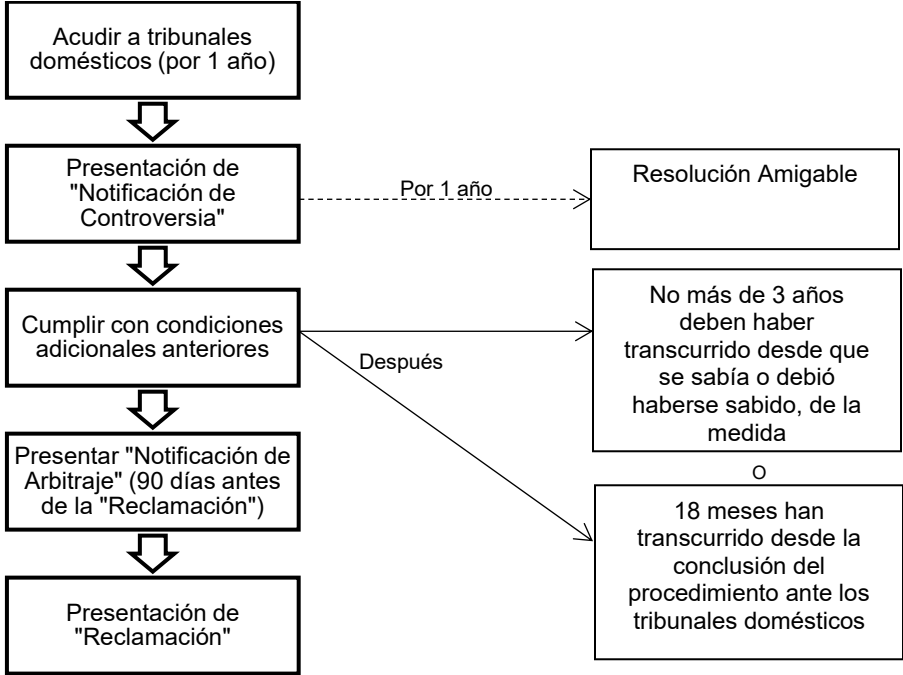 Acudir a tribunales
domésticos (por 1 año)
Presentación de
"Notificación de
Controversia"
Por 1 año
Resolución Amigable
Cumplir con condiciones
adicionales anteriores
Después
No más de 3 años
deben haber
transcurrido desde que
se sabía o debió
haberse sabido, de la
medida
O
18 meses han
transcurrido desde la
conclusión del
procedimiento ante los
tribunales domésticos
Presentar "Notificación de
Arbitraje" (90 días antes
de la "Reclamación")
Presentación de
"Reclamación"